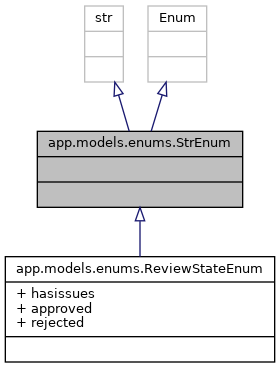 str
Enum
app.models.enums.StrEnum
app.models.enums.ReviewStateEnum
+ hasissues
+ approved
+ rejected